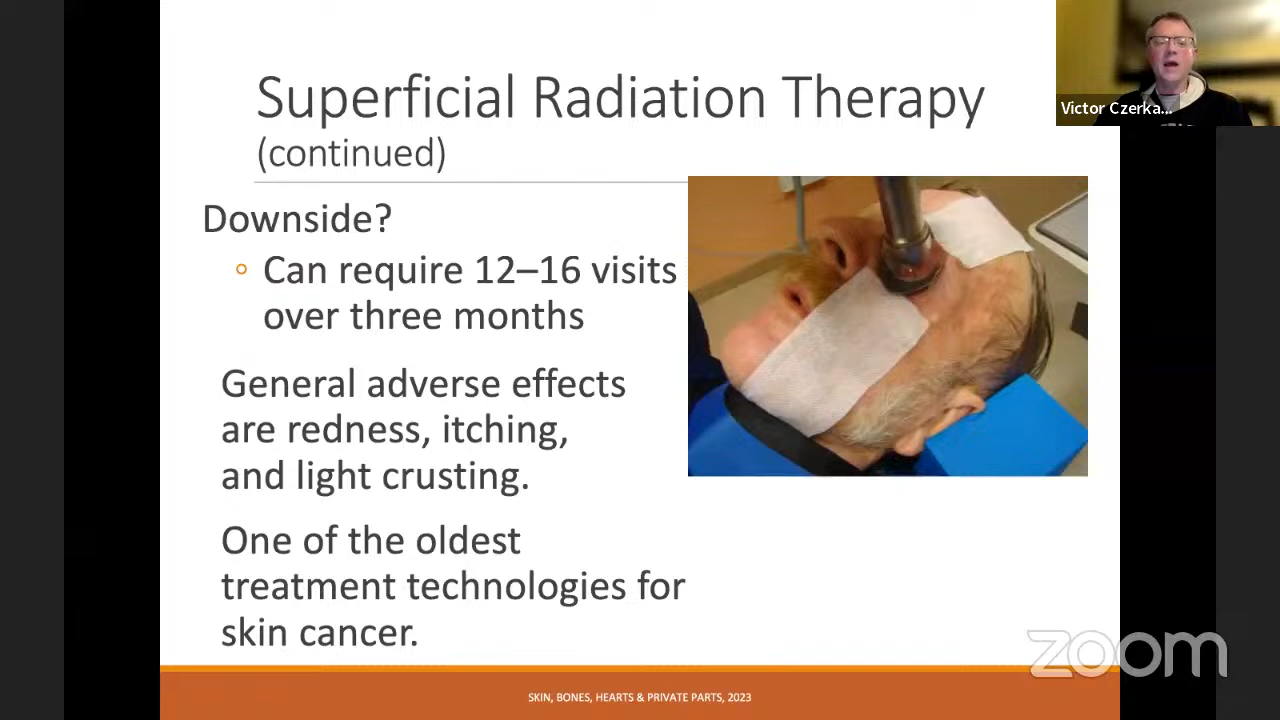 Superficial Radiation Therapy
(continued)
Downside?
Can require 12–16 visits
over three months
General adverse effects
are redness, itching,
and light crusting.
One of the oldest
treatment technologies for
skin cancer.
SKIN, BONES, HEARTS & PRIVATE PARTS, 2023
Victor Czerka...
zoom